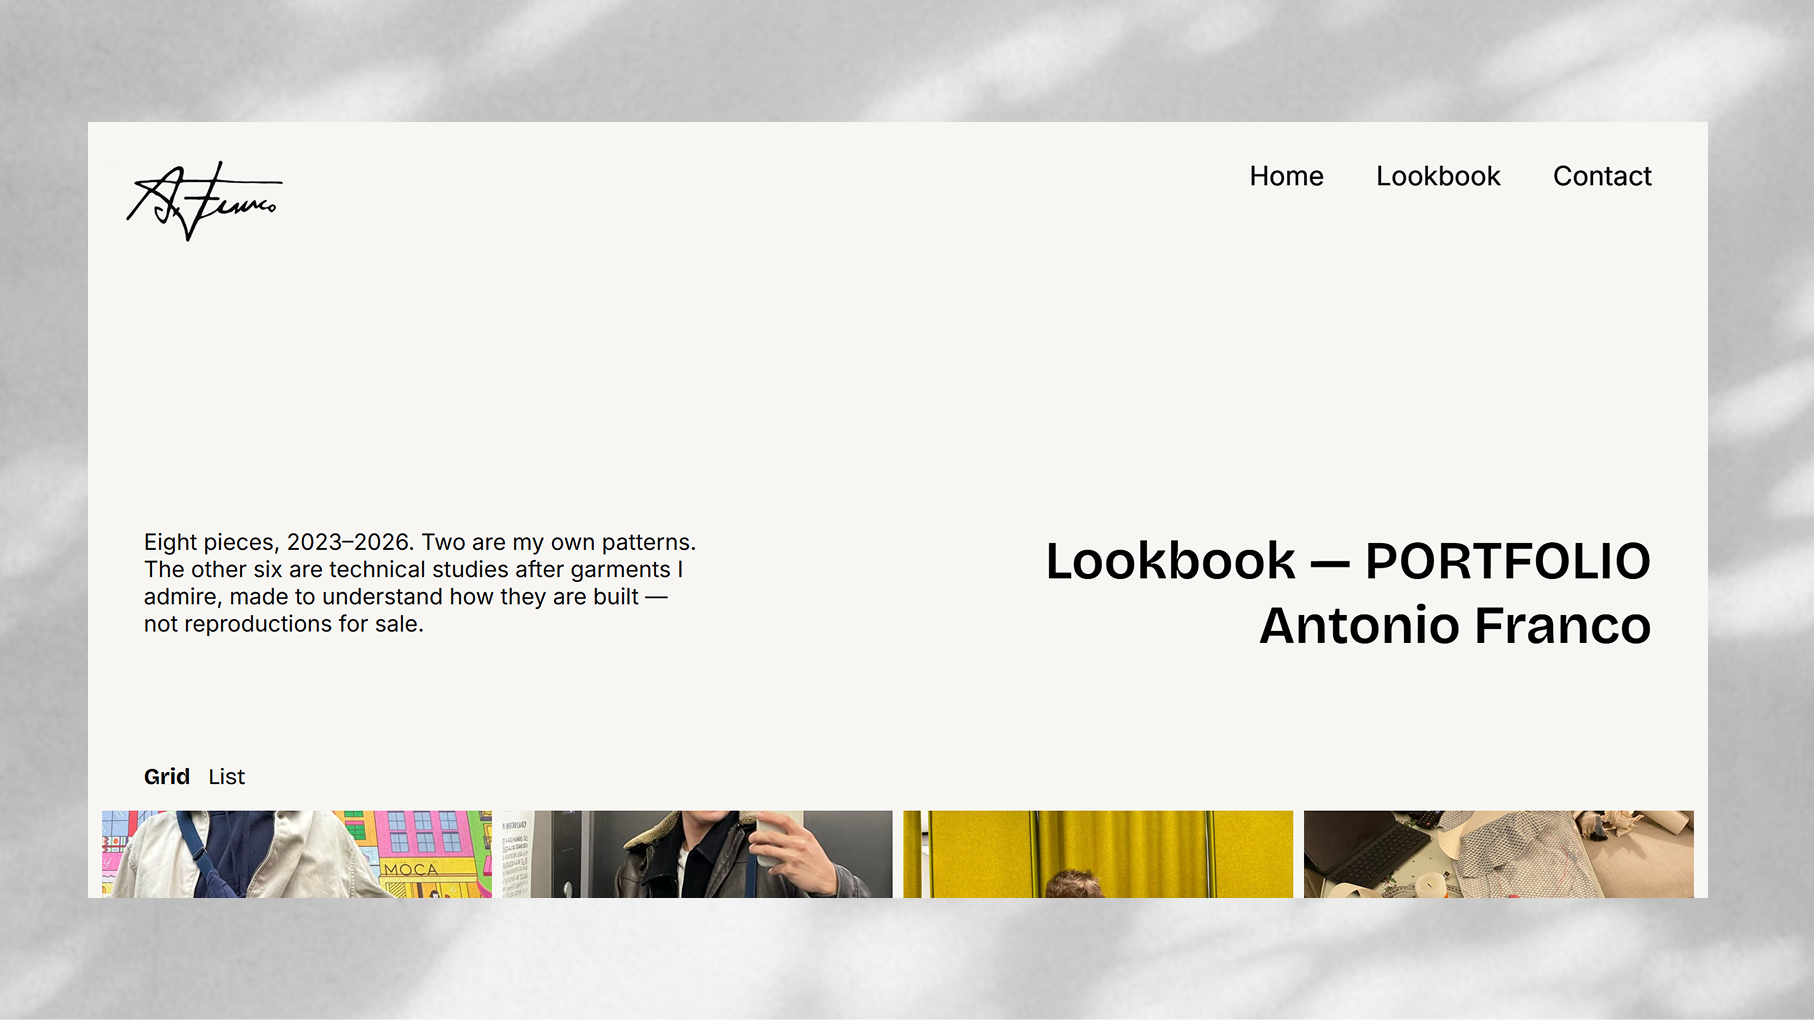 A. Franco
Home Lookbook Contact
Eight pieces, 2023–2026. Two are my own patterns.
The other six are technical studies after garments I
admire, made to understand how they are built —
not reproductions for sale.
Lookbook — PORTFOLIO
Antonio Franco
Grid List
MOCA